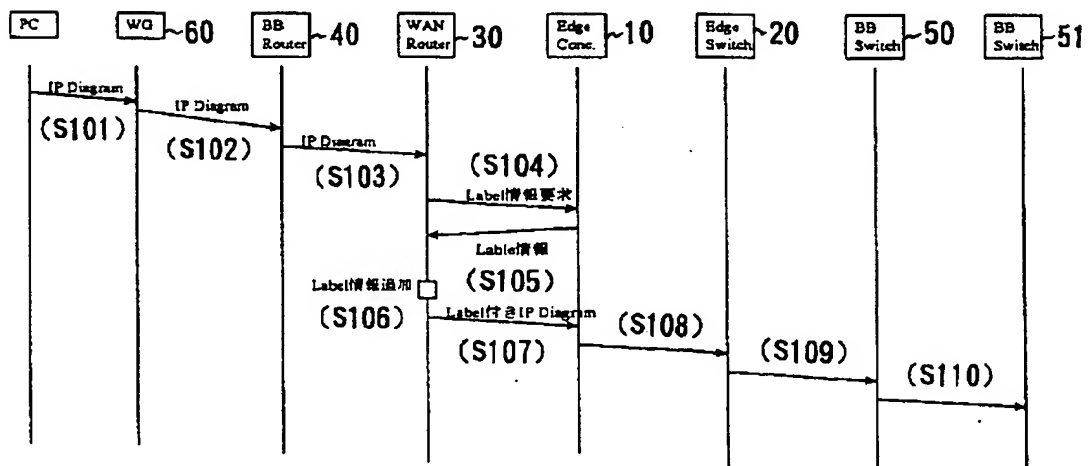 PC
WG
60
BB
Router
40
WAN
Router
30
Edge
Conc.
10
Edge
Switch
20
BB
Switch
50
BB
Switch
51
IP Diagram
(S101)
IP Diagram
(S102)
IP Diagram
(S103)
(S104)
Label情報要求
Lable情報
(S105)
Label情報追加
(S106)
Label付きIP Diagram
(S107)
(S108)
(S109)
(S110)